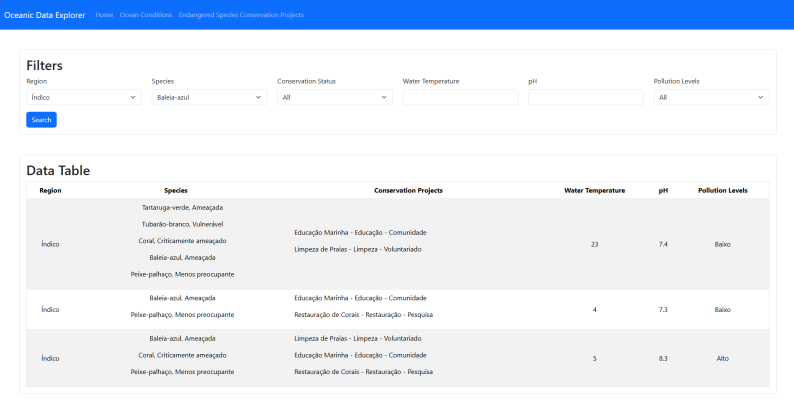 Oceanic Data Explorer Home Ocean Conditions Endangered Species Conservation Projects
Filters
Region Species Conservation Status Water Temperature pH Pollution Levels
Índico Baleia-azul All All
Search
Data Table
Region Species Conservation Projects Water Temperature pH Pollution Levels
Tartaruga-verde, Ameaçada
Tubarão-branco, Vulnerável
Educação Marinha - Educação - Comunidade
Coral, Criticamente ameaçado
Índico 23 7.4 Baixo
Limpeza de Praias - Limpeza - Voluntariado
Baleia-azul, Ameaçada
Peixe-palhaço, Menos preocupante
Baleia-azul, Ameaçada Educação Marinha - Educação - Comunidade
Índico 4 7.3 Baixo
Peixe-palhaço, Menos preocupante Restauração de Corais - Restauração - Pesquisa
Baleia-azul, Ameaçada Limpeza de Praias - Limpeza - Voluntariado
Coral, Criticamente ameaçado Educação Marinha - Educação - Comunidade
Índico 5 8.3 Alto
Peixe-palhaço, Menos preocupante Restauração de Corais - Restauração - Pesquisa